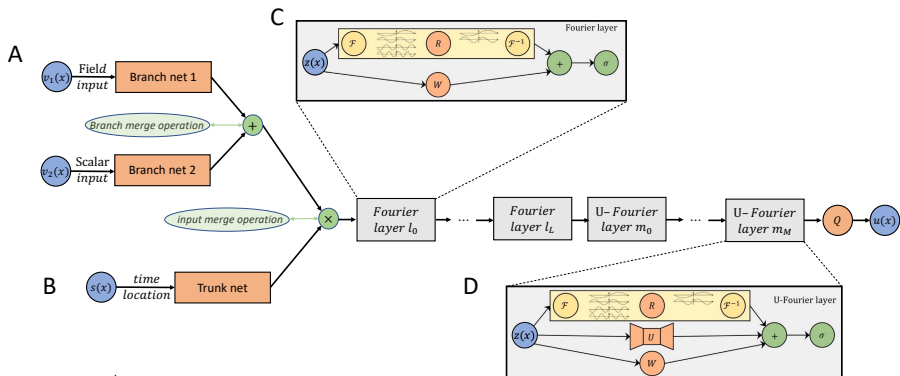 C
Fourier layer
ℱ
R
ℱ⁻¹
z(x)
W
+
σ
A
v₁(x)
Field
input
Branch net 1
Branch merge operation
+
v₂(x)
Scalar
input
Branch net 2
input merge operation
×
Fourier
layer l₀
...
Fourier
layer l_L
U– Fourier
layer m₀
...
U– Fourier
layer m_M
Q
u(x)
B
s(x)
time
location
Trunk net
D
U-Fourier layer
ℱ
R
ℱ⁻¹
z(x)
U
W
+
σ